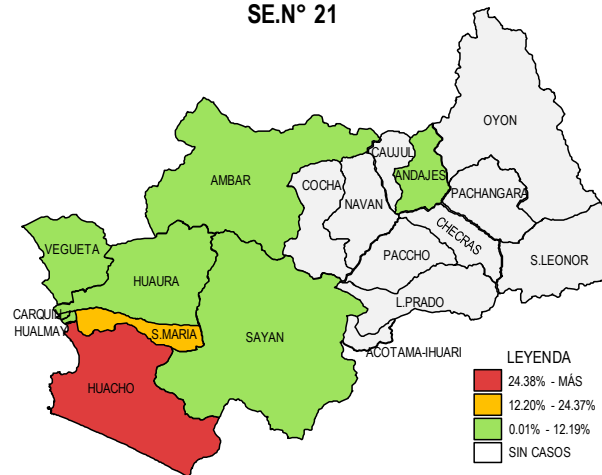 SE.N° 21
OYON
CAUJUL
AMBAR
COCHA
ANDAJES
NAVAN
PACHANGARA
CHECRAS
VEGUETA
PACCHO
S.LEONOR
HUAURA
L.PRADO
CARQUIN
HUALMAY
S.MARIA
SAYAN
ACOTAMA-IHUARI
HUACHO
LEYENDA
24.38% - MÁS
12.20% - 24.37%
0.01% - 12.19%
SIN CASOS